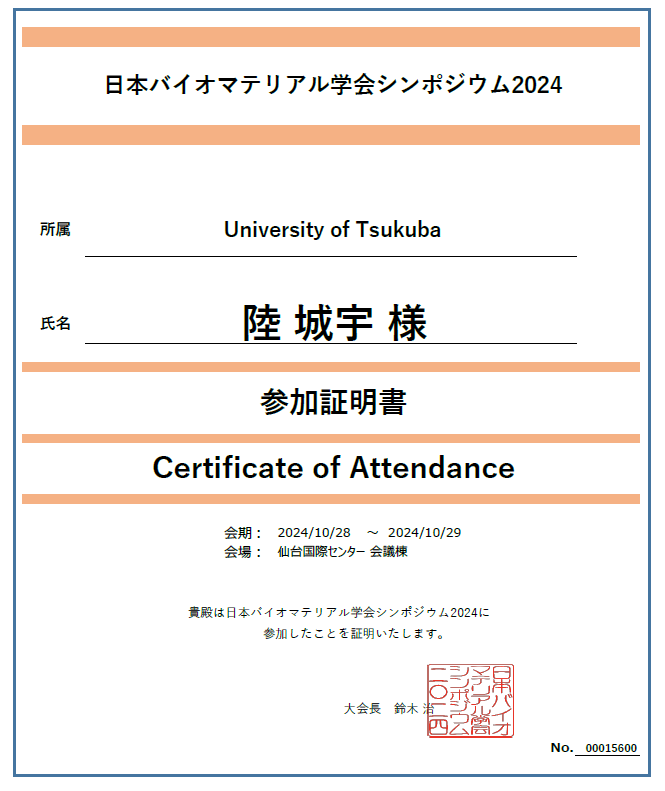 日本バイオマテリアル学会シンポジウム2024
所属 University of Tsukuba
氏名 陸 城宇 様
参加証明書
Certificate of Attendance
会期： 2024/10/28 ～ 2024/10/29
会場： 仙台国際センター 会議棟
貴殿は日本バイオマテリアル学会シンポジウム2024に
参加したことを証明いたします。
大会長 鈴木 治
日本バイオ
マテリアル学会
シンポジウム
二〇二四
No. 00015600